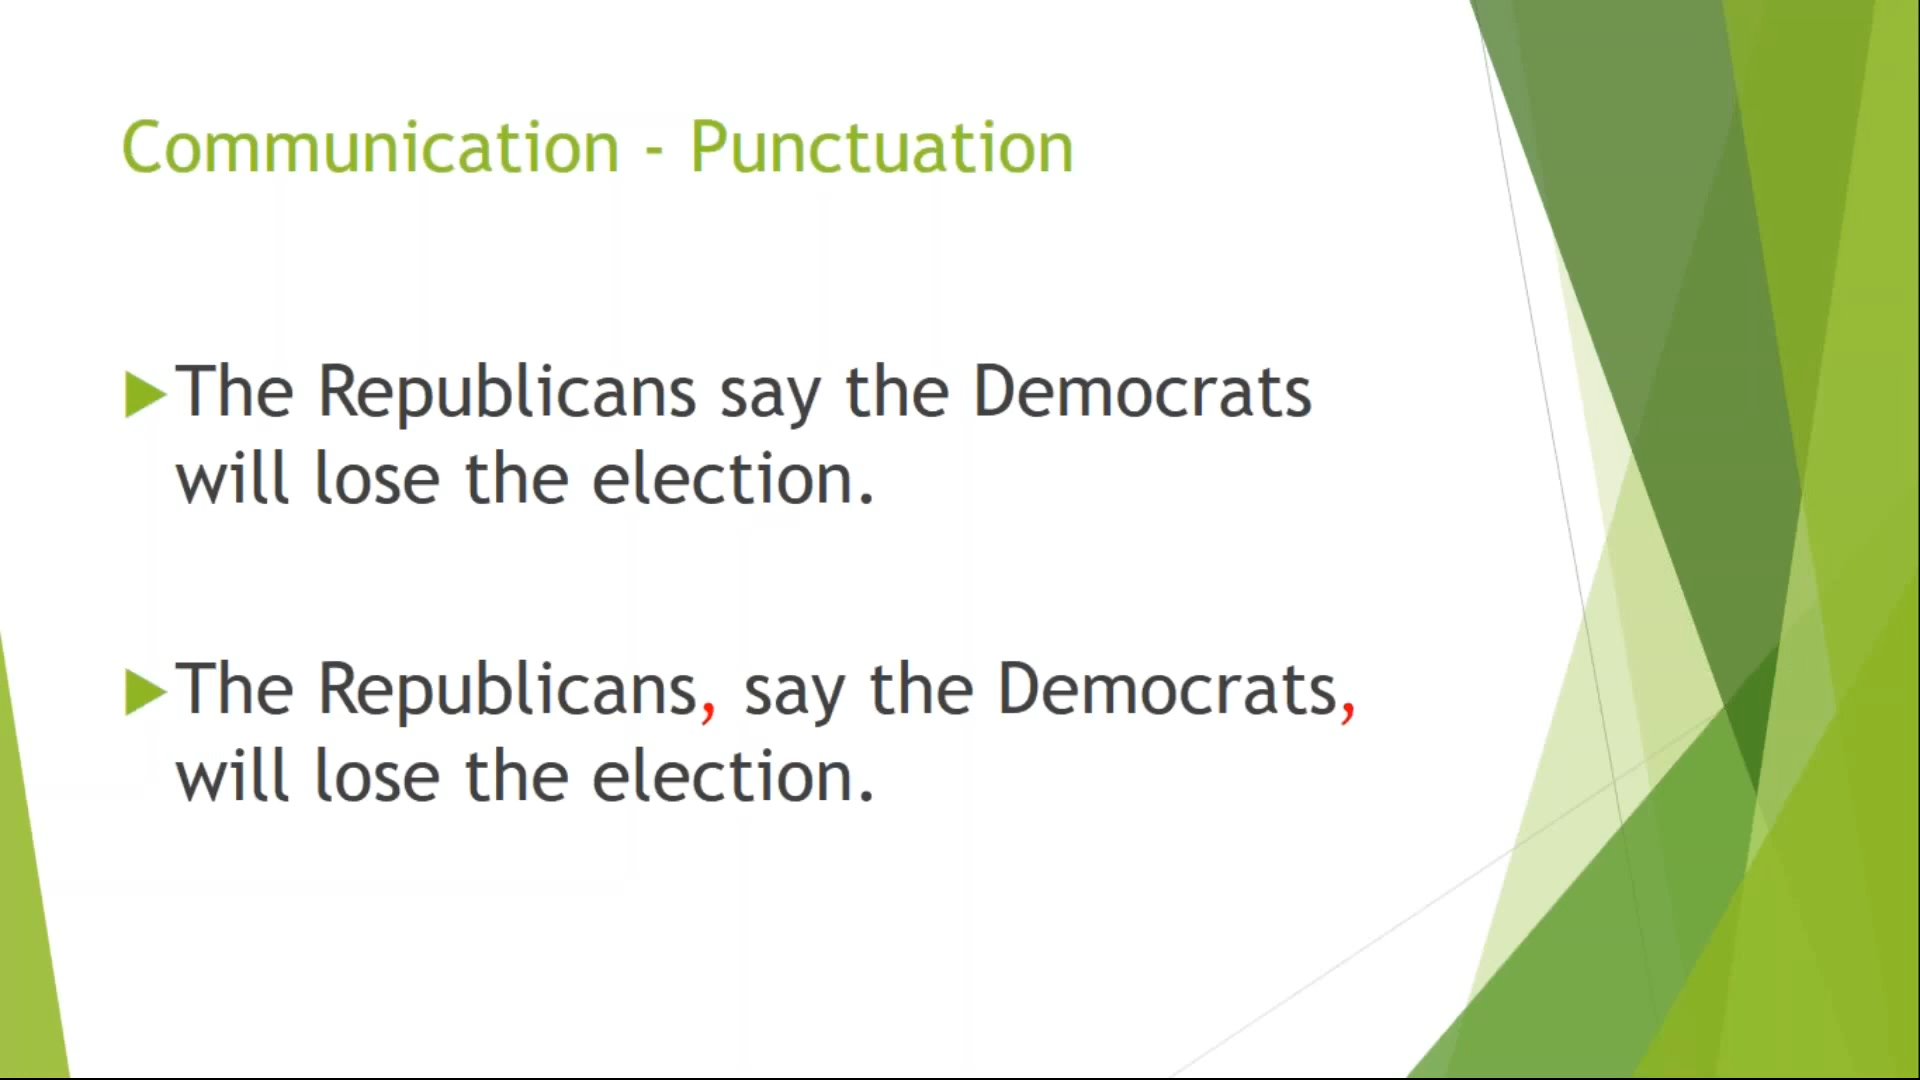 Communication - Punctuation
The Republicans say the Democrats
will lose the election.
The Republicans, say the Democrats,
will lose the election.